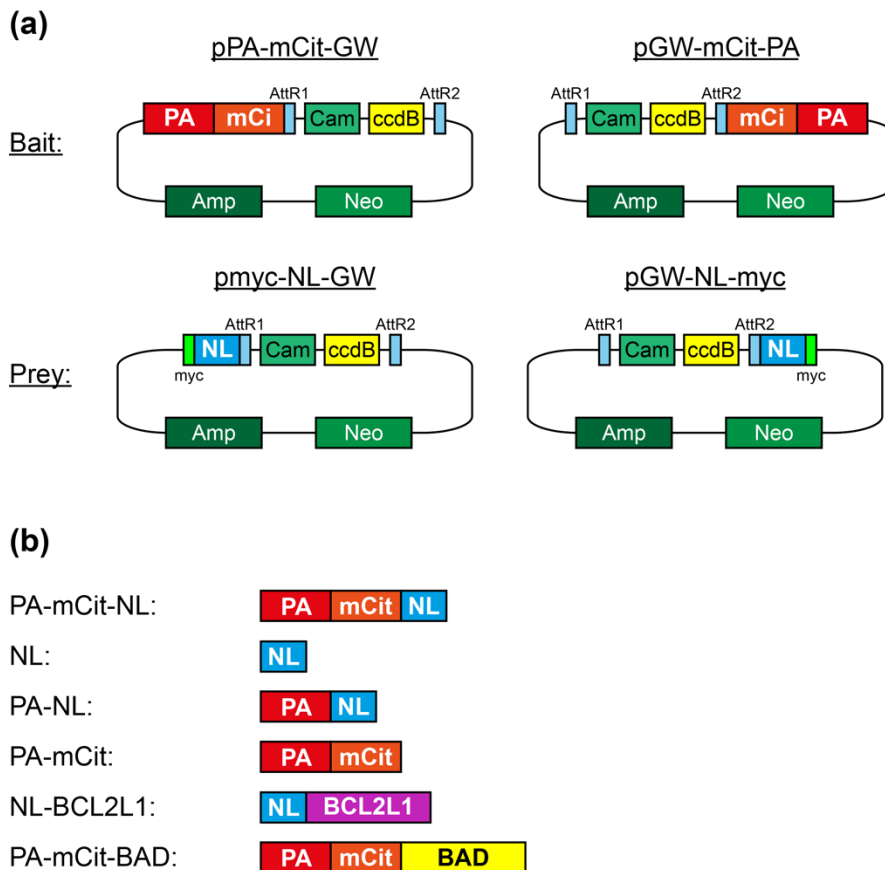 (a)
pPA-mCit-GW pGW-mCit-PA
AttR1 AttR2 AttR1 AttR2
Bait: PA mCi Cam ccdB Cam ccdB mCi PA
Amp Neo Amp Neo
pmyc-NL-GW pGW-NL-myc
AttR1 AttR2 AttR1 AttR2
Prey: NL Cam ccdB Cam ccdB NL
myc myc
Amp Neo Amp Neo
(b)
PA-mCit-NL: PA mCit NL
NL: NL
PA-NL: PA NL
PA-mCit: PA mCit
NL-BCL2L1: NL BCL2L1
PA-mCit-BAD: PA mCit BAD